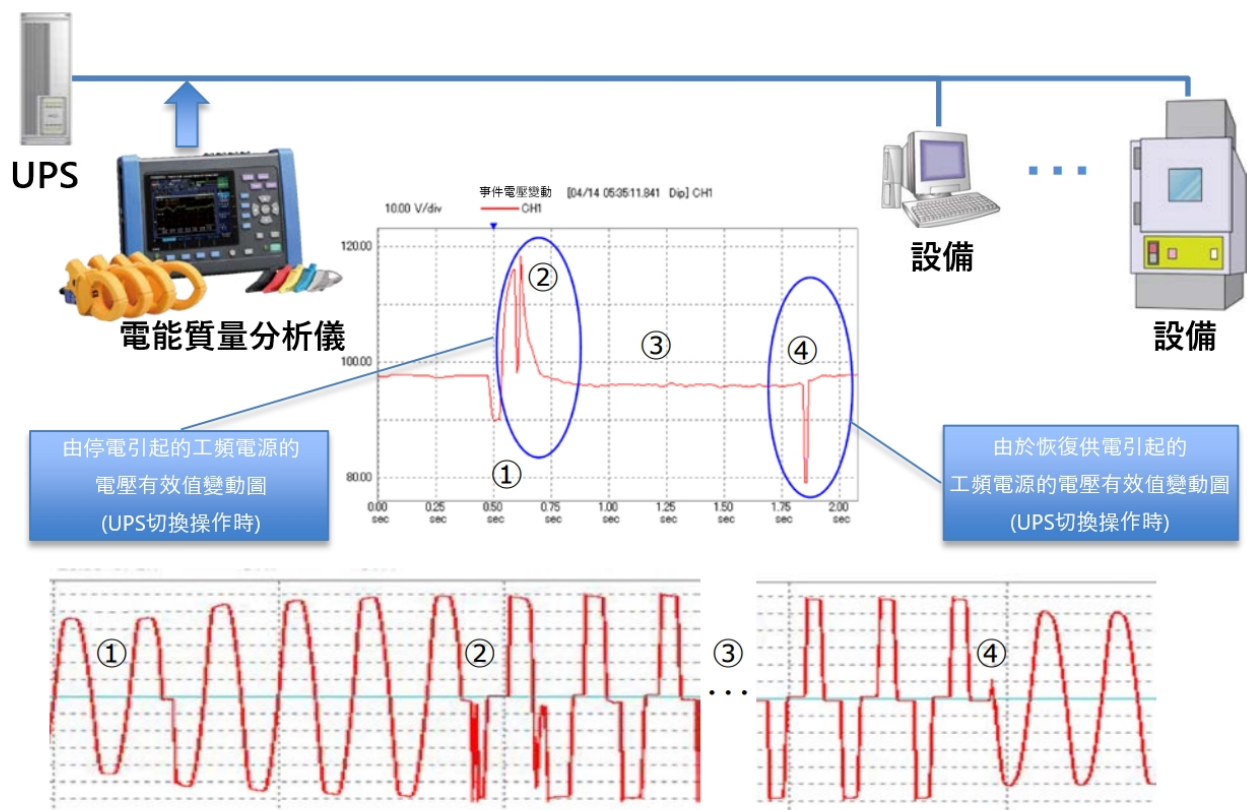 UPS
電能質量分析儀
事件電壓變動 [04/14 05:35:11.841 Dip] CH1
10.00 V/div CH1
120.00
100.00
80.00
0.00 sec
0.25 sec
0.50 sec
0.75 sec
1.00 sec
1.25 sec
1.50 sec
1.75 sec
2.00 sec
①
②
③
④
設備
設備
由停電引起的工頻電源的
電壓有效值變動圖
(UPS切換操作時)
由於恢復供電引起的
工頻電源的電壓有效值變動圖
(UPS切換操作時)
①
②
③
④